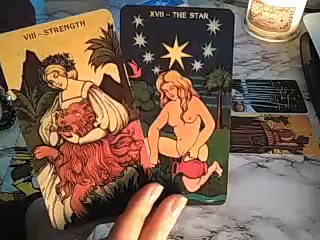 VIII – STRENGTH
XVII – THE STAR